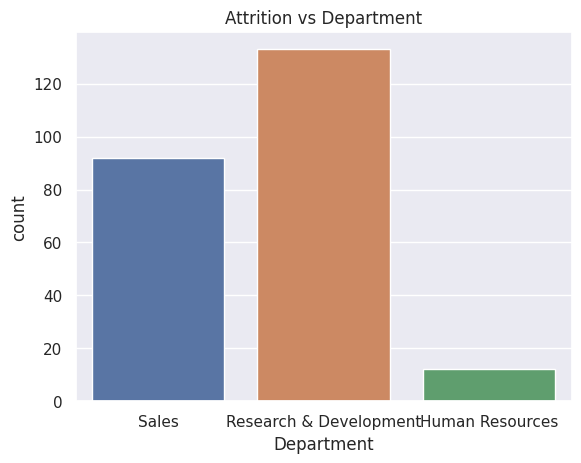 Attrition vs Department
count
120
100
80
60
40
20
0
Sales
Research & Development
Human Resources
Department